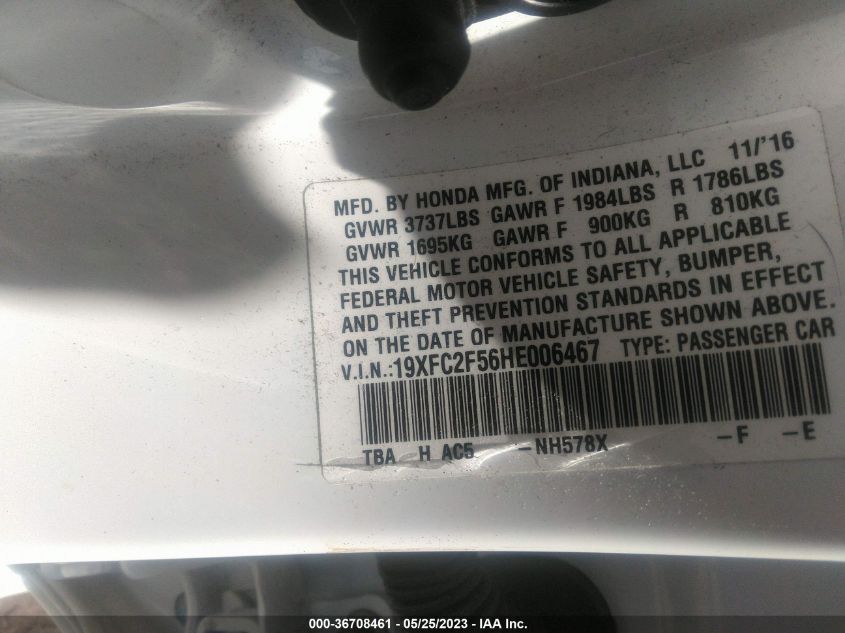 MFD. BY HONDA MFG. OF INDIANA, LLC 11/'16
GVWR 3737LBS GAWR F 1984LBS R 1786LBS
GVWR 1695KG GAWR F 900KG R 810KG
THIS VEHICLE CONFORMS TO ALL APPLICABLE
FEDERAL MOTOR VEHICLE SAFETY, BUMPER,
AND THEFT PREVENTION STANDARDS IN EFFECT
ON THE DATE OF MANUFACTURE SHOWN ABOVE.
V.I.N.:19XFC2F56HE006467 TYPE: PASSENGER CAR
TBA H AC5 -NH578X -F -E
000-36708461 - 05/25/2023 - IAA Inc.